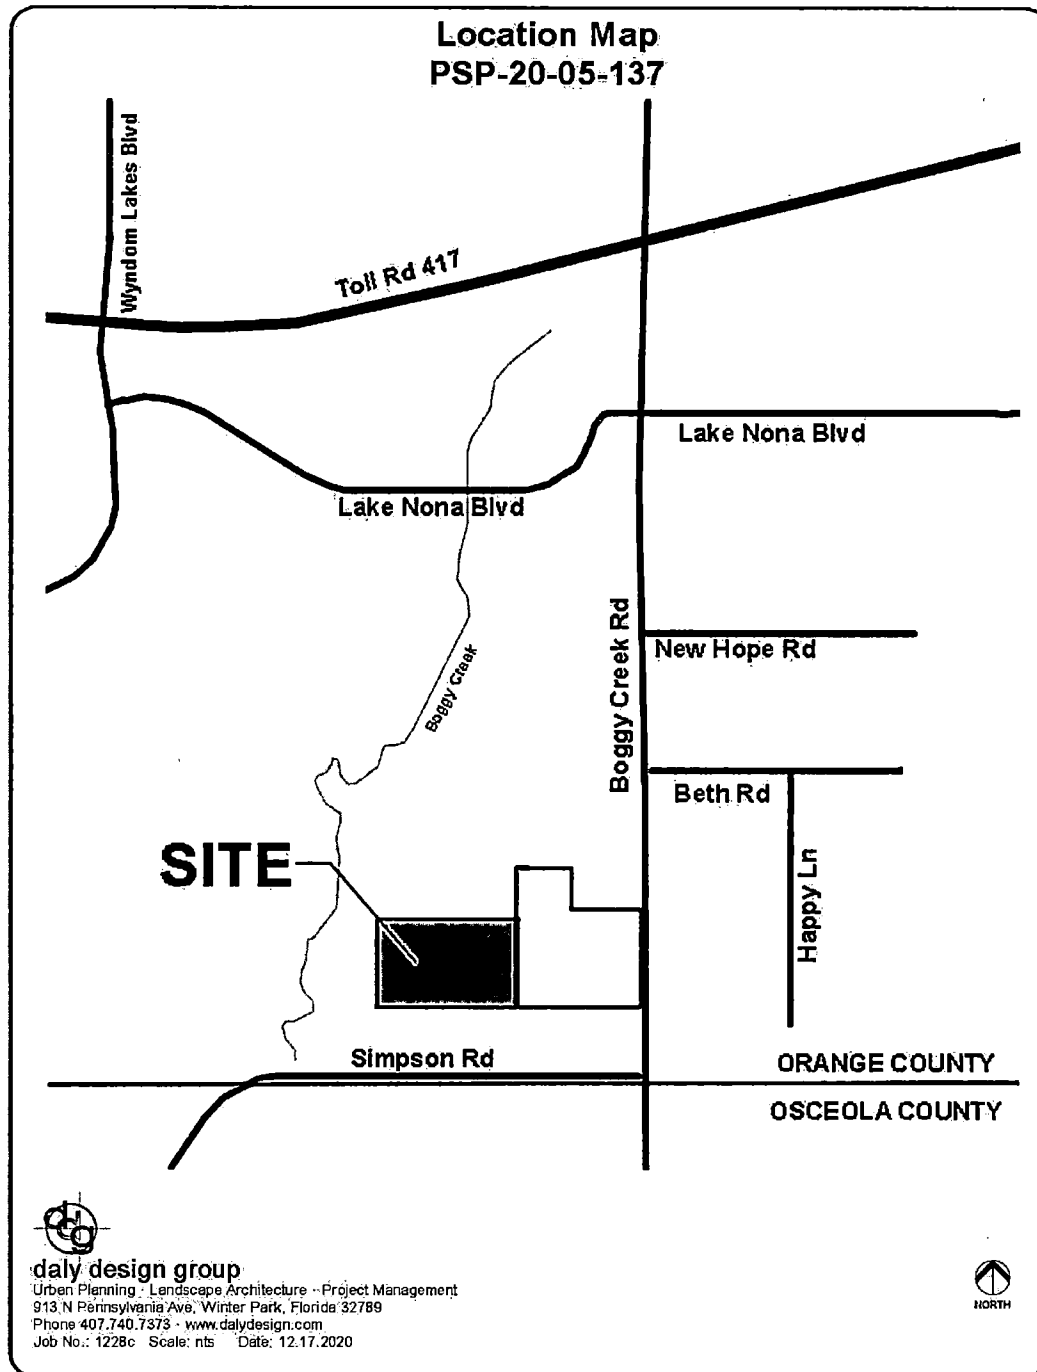 Location Map
PSP-20-05-137
Wyndom Lakes Blvd
Toll Rd 417
Lake Nona Blvd
Lake Nona Blvd
Boggy Creek Rd
New Hope Rd
Boggy Creek
Beth Rd
Happy Ln
SITE
Simpson Rd
ORANGE COUNTY
OSCEOLA COUNTY
dcg
daly design group
Urban Planning - Landscape Architecture - Project Management
913 N Pennsylvania Ave, Winter Park, Florida 32789
Phone 407.740.7373 - www.dalydesign.com
Job No.: 1228c Scale: nts Date: 12.17.2020
NORTH